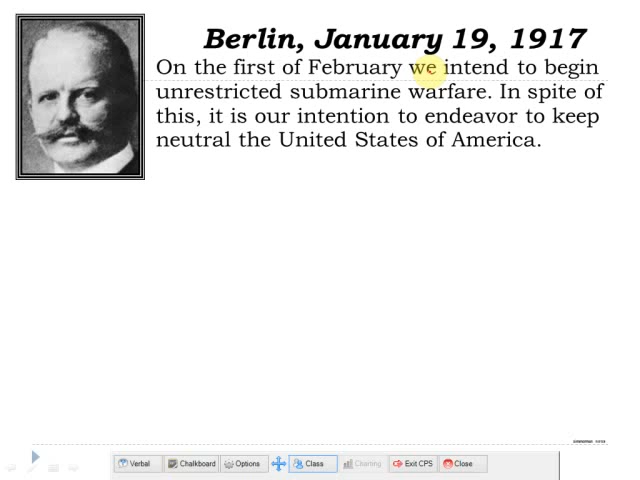 Berlin, January 19, 1917
On the first of February we intend to begin
unrestricted submarine warfare. In spite of
this, it is our intention to endeavor to keep
neutral the United States of America.
Verbal Chalkboard Options Class Charting Exit CPS Close